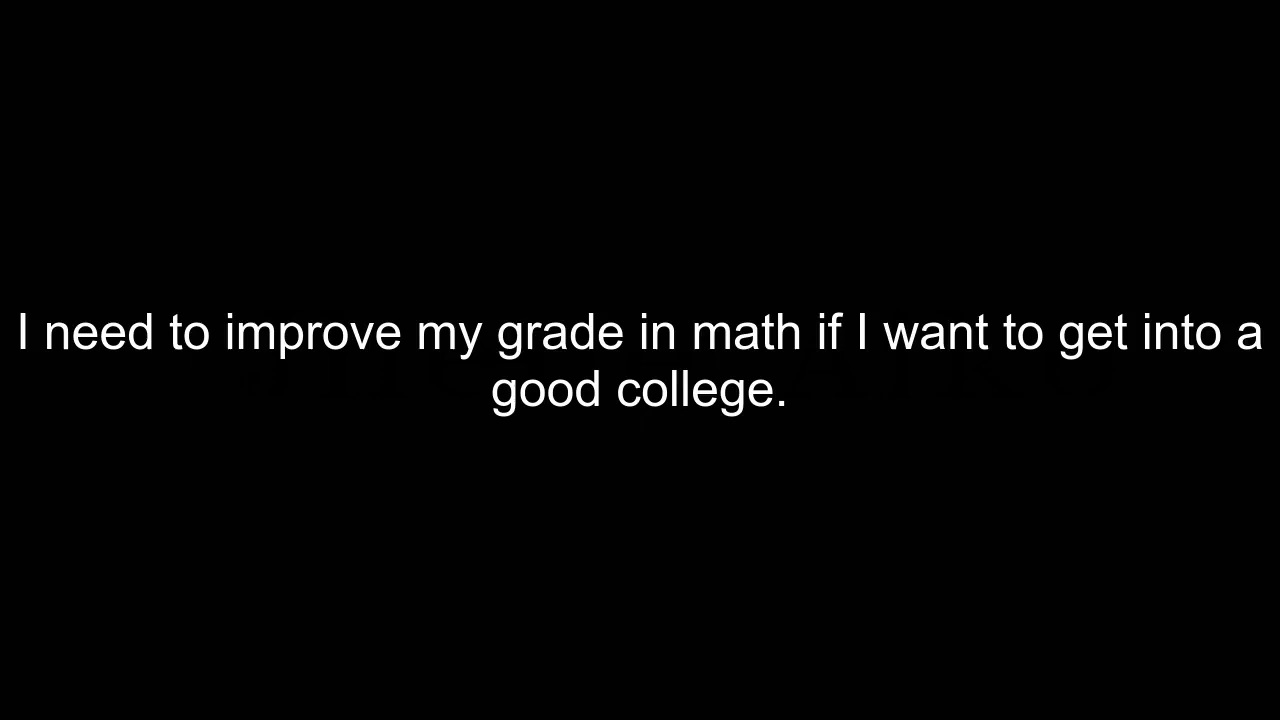 I need to improve my grade in math if I want to get into a
good college.